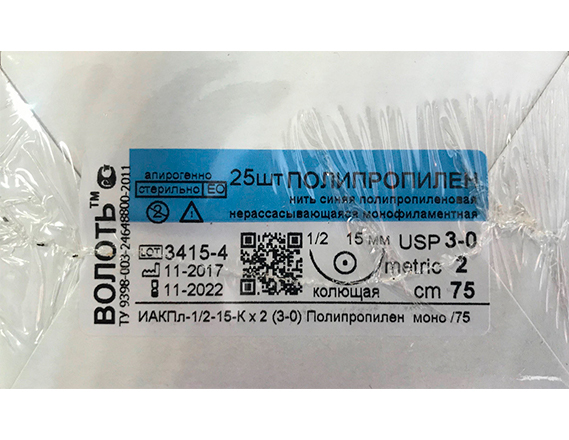 ВОЛОТЬ™
ТУ 9398-003-24648800-2011
апирогенно
стерильно EO
25шт ПОЛИПРОПИЛЕН
нить синяя полипропиленовая
нерассасывающаяся монофиламентная
2
LOT 3415-4
11-2017
11-2022
1/2 15 мм
колющая
USP 3-0
metric 2
cm 75
ИАКПл-1/2-15-К х 2 (3-0) Полипропилен моно /75